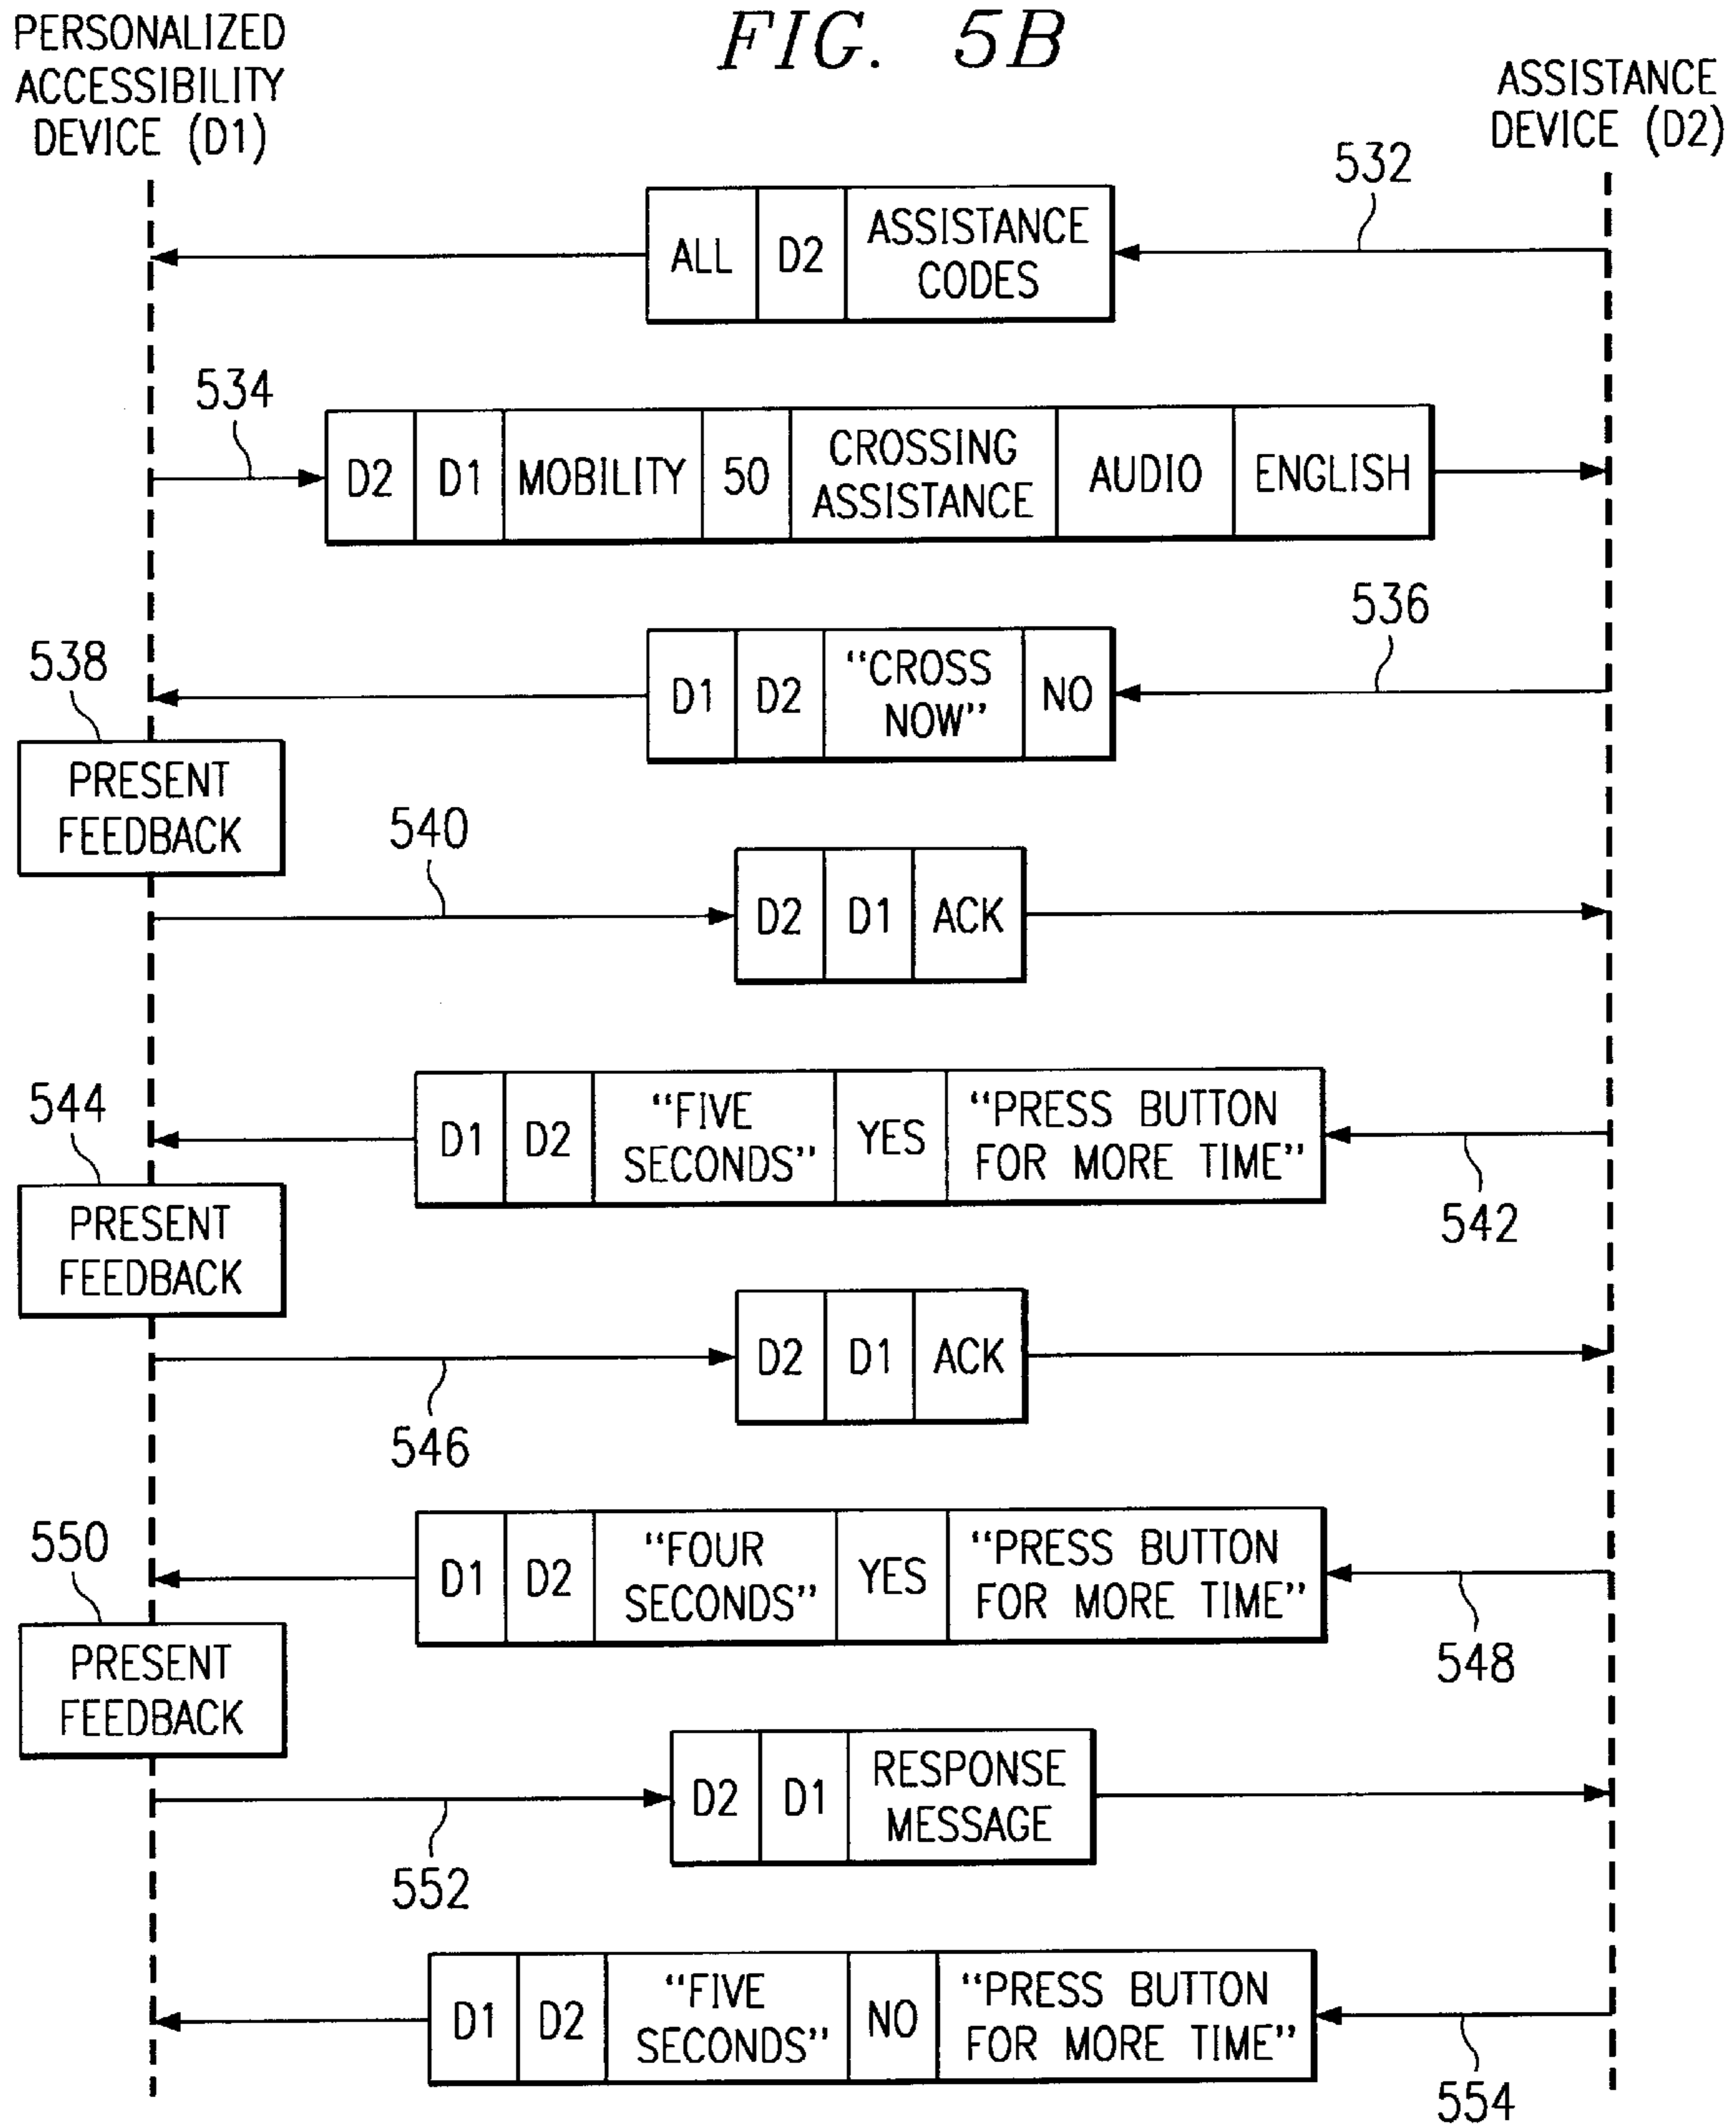 FIG. 5B
PERSONALIZED
ACCESSIBILITY
DEVICE (D1)
ASSISTANCE
DEVICE (D2)
532
ALL
D2
ASSISTANCE
CODES
534
D2
D1
MOBILITY
50
CROSSING
ASSISTANCE
AUDIO
ENGLISH
536
D1
D2
“CROSS
NOW”
NO
538
PRESENT
FEEDBACK
540
D2
D1
ACK
D1
D2
“FIVE
SECONDS”
YES
“PRESS BUTTON
FOR MORE TIME”
542
544
PRESENT
FEEDBACK
D2
D1
ACK
546
D1
D2
“FOUR
SECONDS”
YES
“PRESS BUTTON
FOR MORE TIME”
548
550
PRESENT
FEEDBACK
D2
D1
RESPONSE
MESSAGE
552
D1
D2
“FIVE
SECONDS”
NO
“PRESS BUTTON
FOR MORE TIME”
554